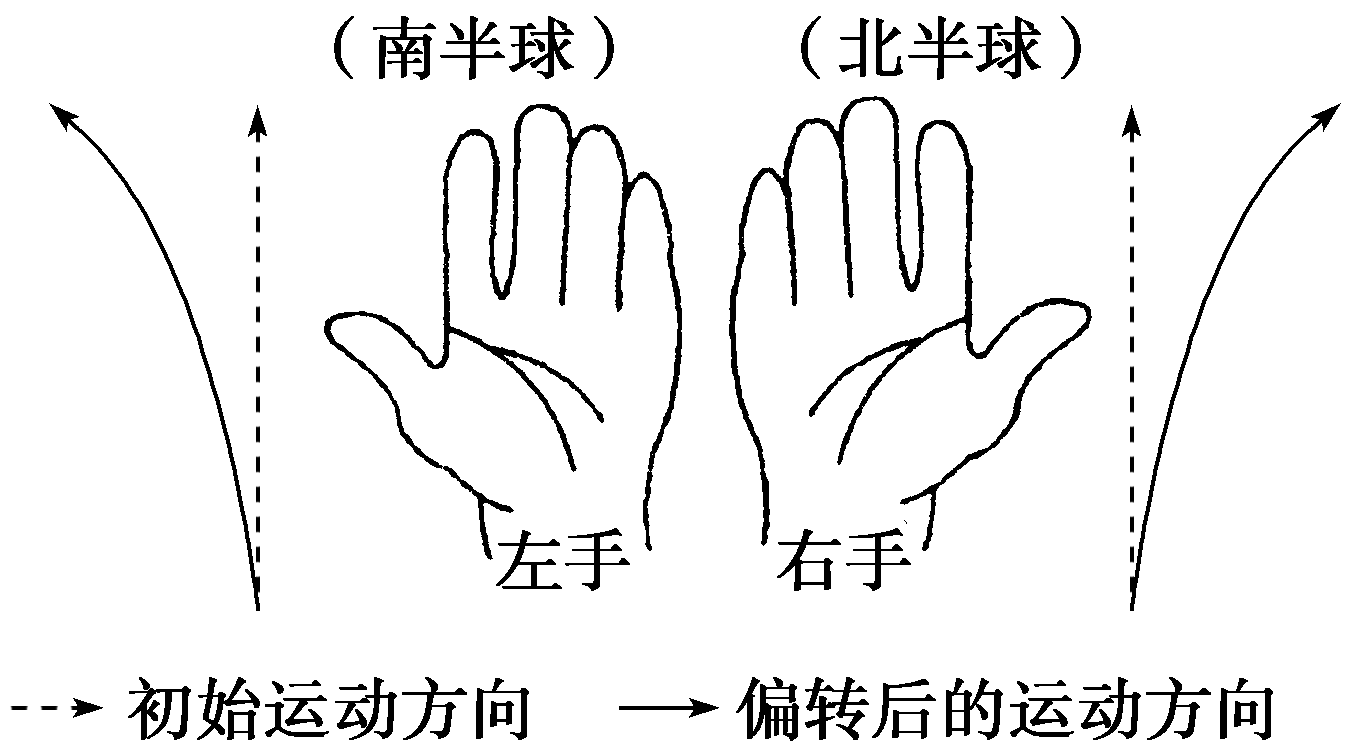 （南半球）
（北半球）
左手
右手
初始运动方向
偏转后的运动方向